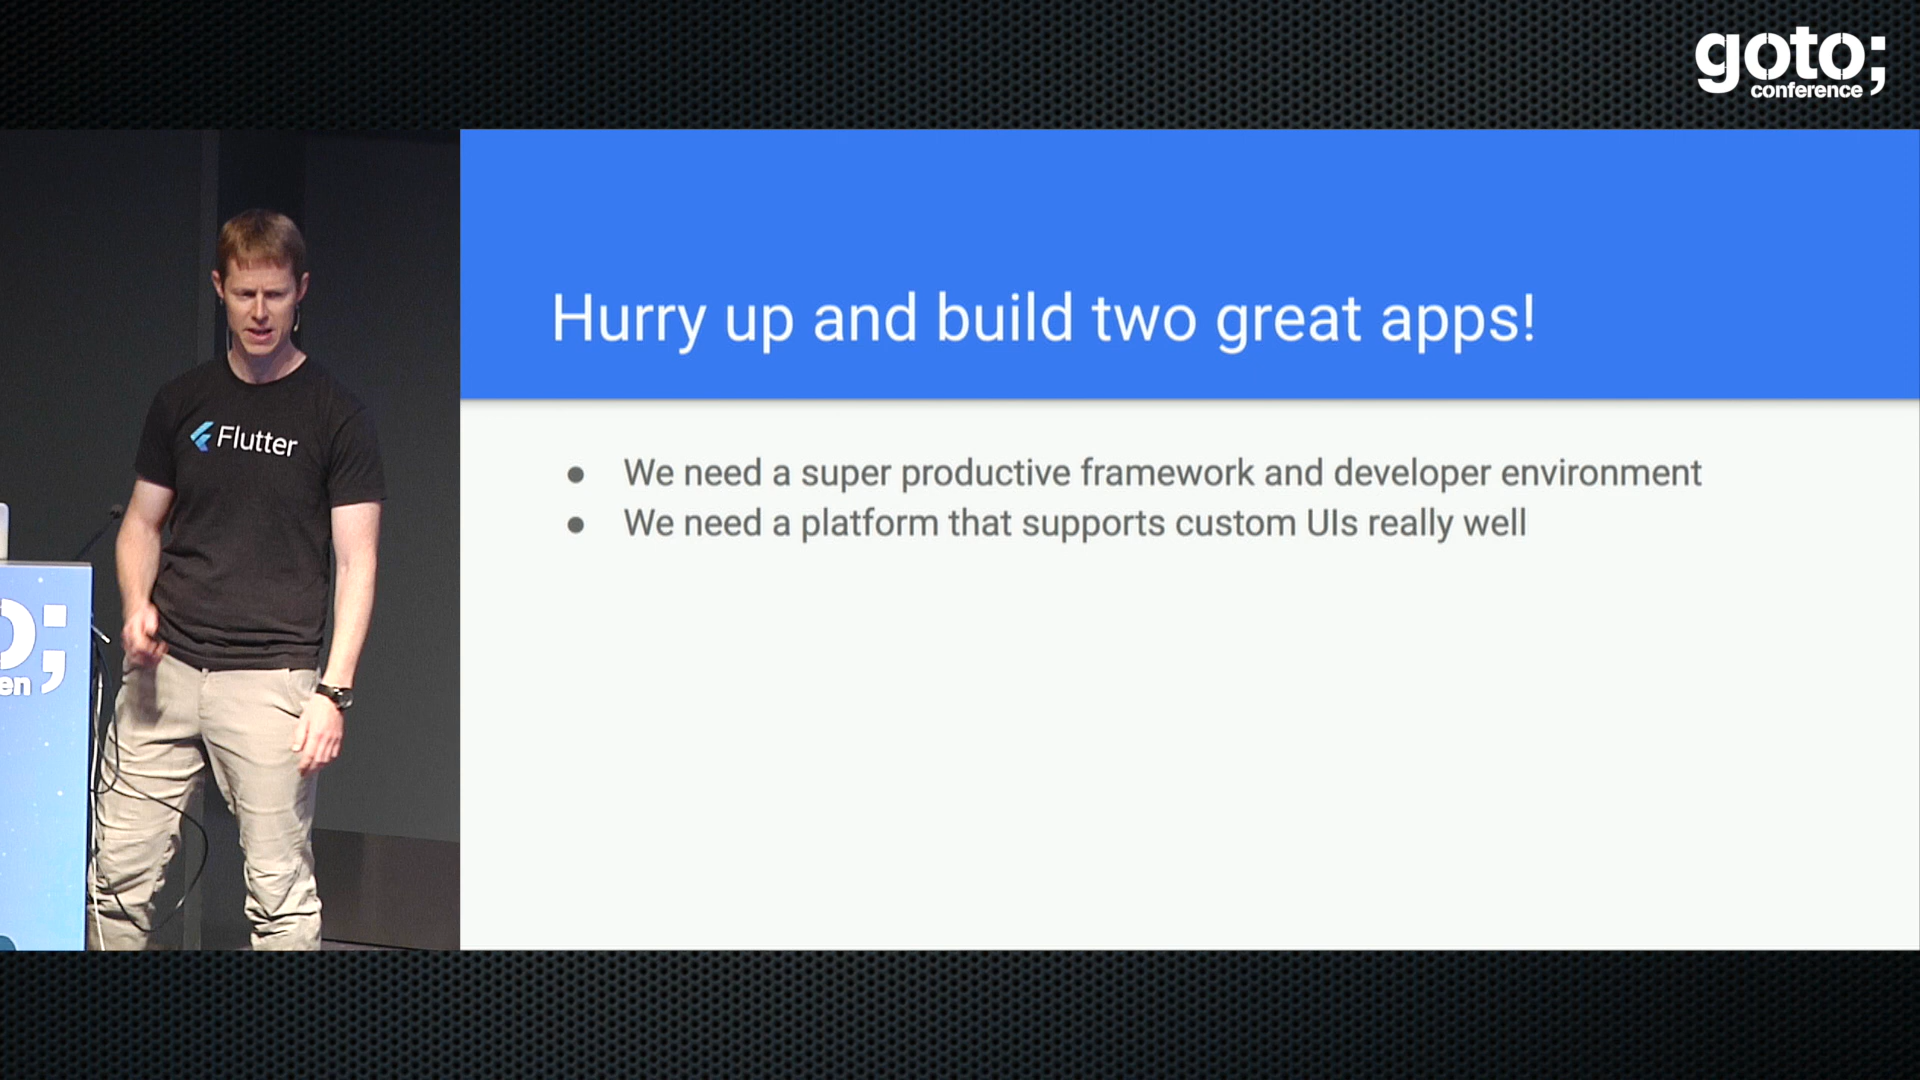 goto;
conference
Hurry up and build two great apps!
Flutter
● We need a super productive framework and developer environment
● We need a platform that supports custom UIs really well
o;
en